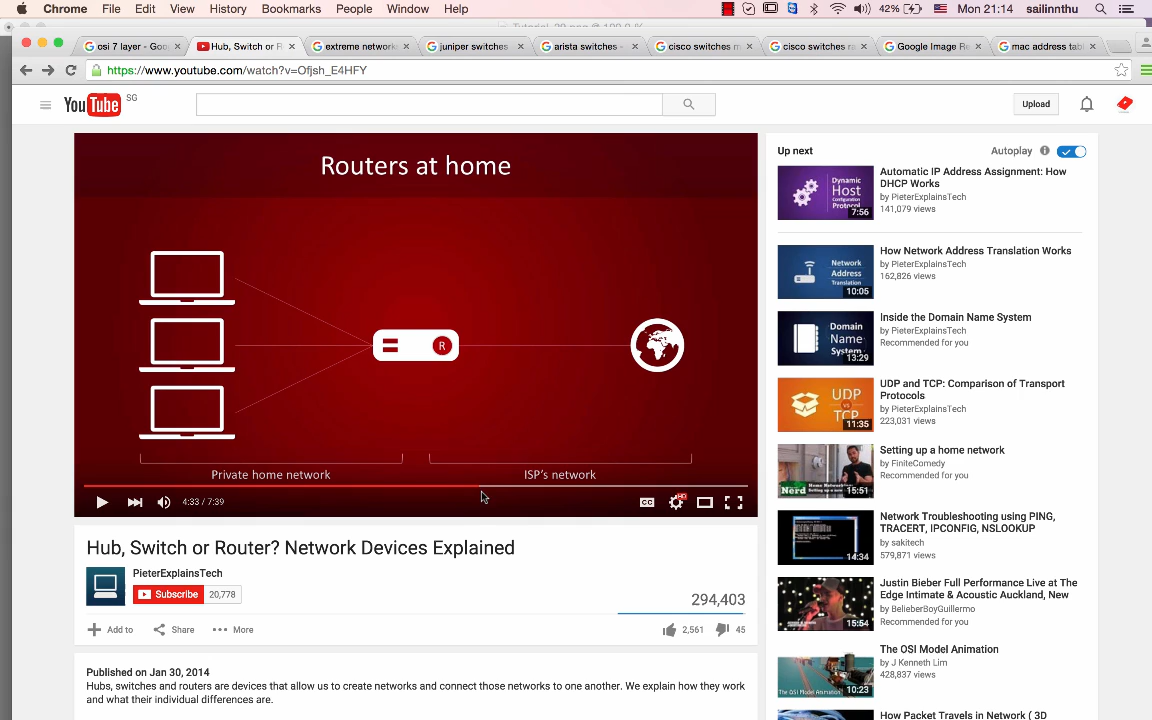 Chrome File Edit View History Bookmarks People Window Help 42% Mon 21:14 sailinnthu
osi 7 layer - Goo
Hub, Switch or R
extreme network
juniper switches
arista switches -
cisco switches m
cisco switches ra
Google Image Re
mac address tabl
https://www.youtube.com/watch?v=Ofjsh_E4HFY
YouTube SG
Upload
Routers at home
R
Private home network
ISP's network
4:33 / 7:39
CC
HD
Hub, Switch or Router? Network Devices Explained
PieterExplainsTech
Subscribe 20,778
294,403
Add to Share More
2,561 45
Published on Jan 30, 2014
Hubs, switches and routers are devices that allow us to create networks and connect those networks to one another. We explain how they work
and what their individual differences are.
Up next
Autoplay
Dynamic
Host
Configuration
Protocol
7:56
Automatic IP Address Assignment: How
DHCP Works
by PieterExplainsTech
141,079 views
Network
Address
Translation
10:05
How Network Address Translation Works
by PieterExplainsTech
162,826 views
Domain
Name
System
13:29
Inside the Domain Name System
by PieterExplainsTech
Recommended for you
UDP
vs
TCP
11:35
UDP and TCP: Comparison of Transport
Protocols
by PieterExplainsTech
223,031 views
Nerd
15:51
Setting up a home network
by FiniteComedy
Recommended for you
14:34
Network Troubleshooting using PING,
TRACERT, IPCONFIG, NSLOOKUP
by sakitech
579,871 views
15:54
Justin Bieber Full Performance Live at The
Edge Intimate & Acoustic Auckland, New
by BelieberBoyGuillermo
Recommended for you
The OSI Model Animation
10:23
The OSI Model Animation
by J Kenneth Lim
428,837 views
How Packet Travels in Network ( 3D